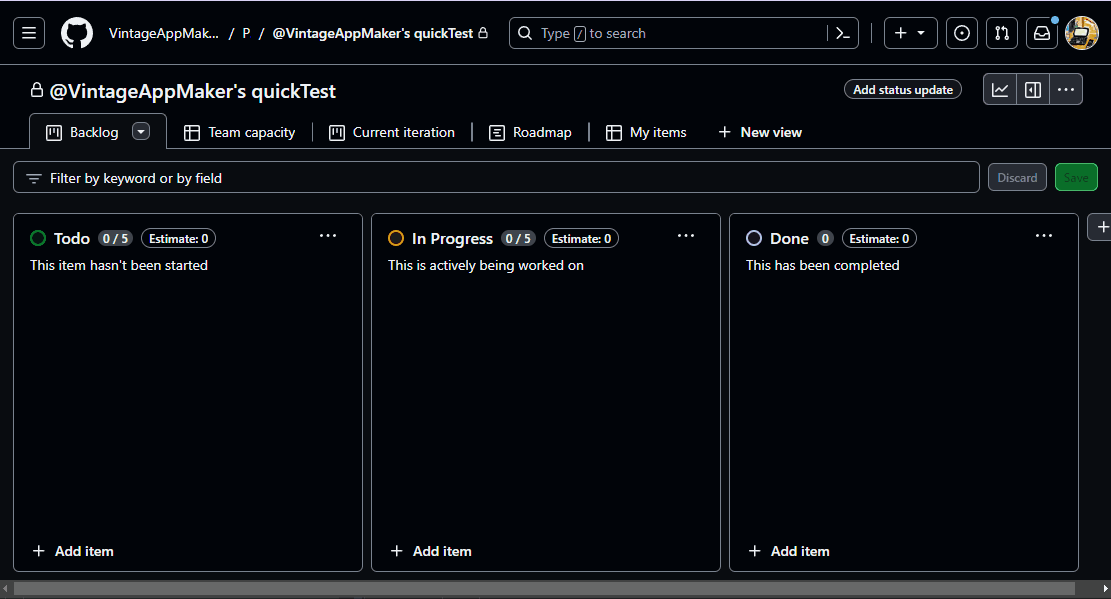 VintageAppMak... / P / @VintageAppMaker's quickTest
Type / to search
@VintageAppMaker's quickTest
Add status update
Backlog
Team capacity
Current iteration
Roadmap
My items
New view
Filter by keyword or by field
Discard
Save
Todo 0 / 5 Estimate: 0
This item hasn't been started
Add item
In Progress 0 / 5 Estimate: 0
This is actively being worked on
Add item
Done 0 Estimate: 0
This has been completed
Add item